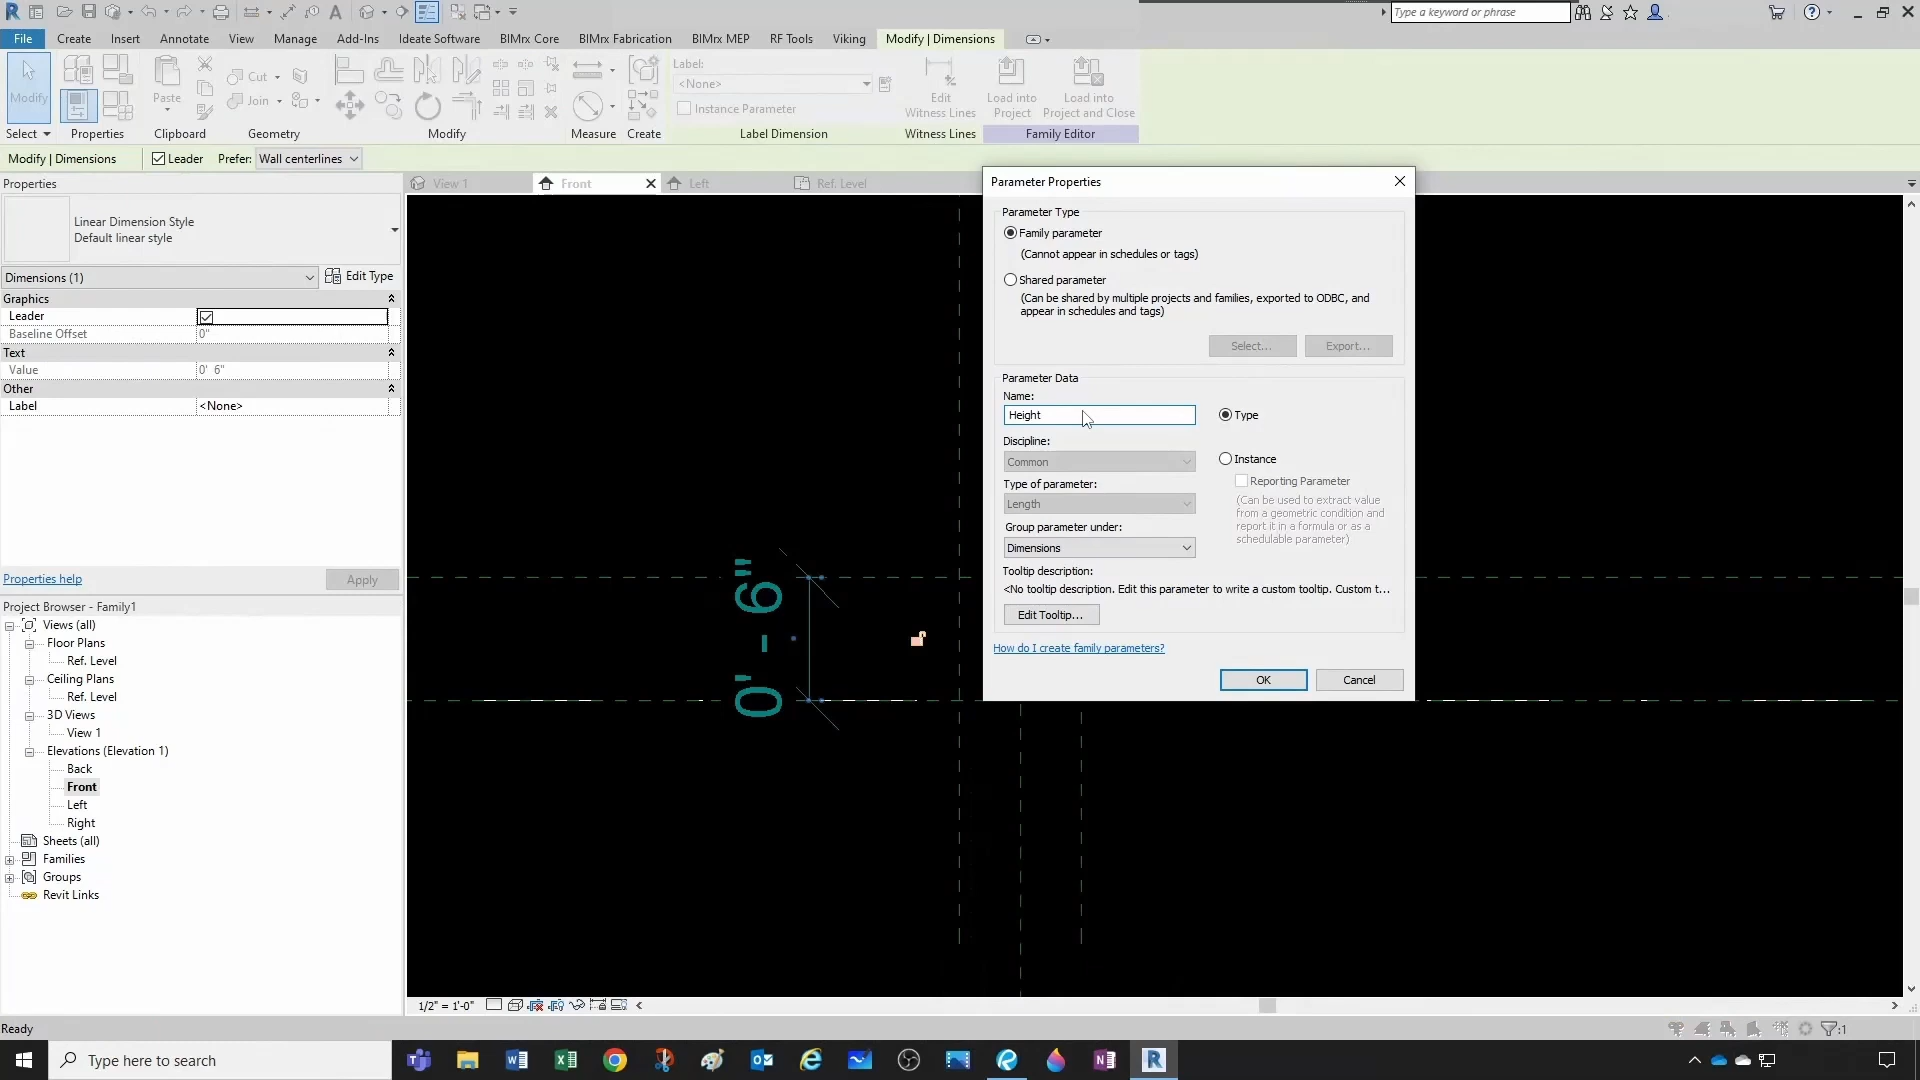 Type a keyword or phrase
File Create Insert Annotate View Manage Add-Ins Ideate Software BIMrx Core BIMrx Fabrication BIMrx MEP RF Tools Viking Modify | Dimensions
Modify
Paste
Cut
Join
Label:
<None>
Instance Parameter
Edit
Witness Lines
Load into
Project
Load into
Project and Close
Select Properties Clipboard Geometry Modify Measure Create Label Dimension Witness Lines Family Editor
Modify | Dimensions Leader Prefer: Wall centerlines
Properties
View 1 Front Left Ref. Level
Linear Dimension Style
Default linear style
Dimensions (1) Edit Type
Graphics
Leader
Baseline Offset 0"
Text
Value 0' 6"
Other
Label <None>
Properties help Apply
Project Browser - Family1
Views (all)
Floor Plans
Ref. Level
Ceiling Plans
Ref. Level
3D Views
View 1
Elevations (Elevation 1)
Back
Front
Left
Right
Sheets (all)
Families
Groups
Revit Links
0' - 6"
Parameter Properties
Parameter Type
Family parameter
(Cannot appear in schedules or tags)
Shared parameter
(Can be shared by multiple projects and families, exported to ODBC, and
appear in schedules and tags)
Select... Export...
Parameter Data
Name:
Height
Type
Discipline:
Common
Instance
Reporting Parameter
Type of parameter:
Length
(Can be used to extract value
from a geometric condition and
report it in a formula or as a
schedulable parameter)
Group parameter under:
Dimensions
Tooltip description:
<No tooltip description. Edit this parameter to write a custom tooltip. Custom t...
Edit Tooltip...
How do I create family parameters?
OK Cancel
1/2" = 1'-0"
Ready
:1
Type here to search